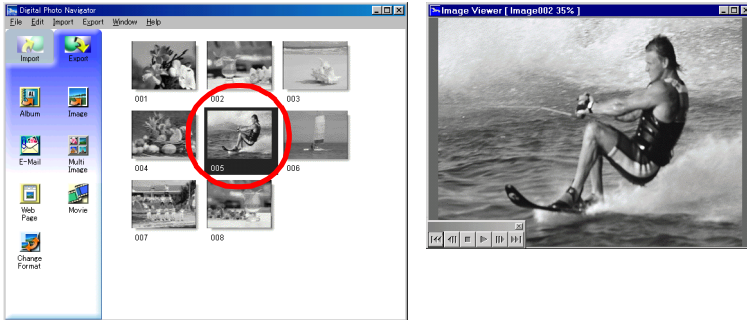 Digital Photo Navigator
File Edit Import Export Window Help
Import Export
001 002 003
Album Image
004 005 006
E-Mail Multi Image
Web Page Movie
007 008
Change Format
Image Viewer [ Image002 35% ]